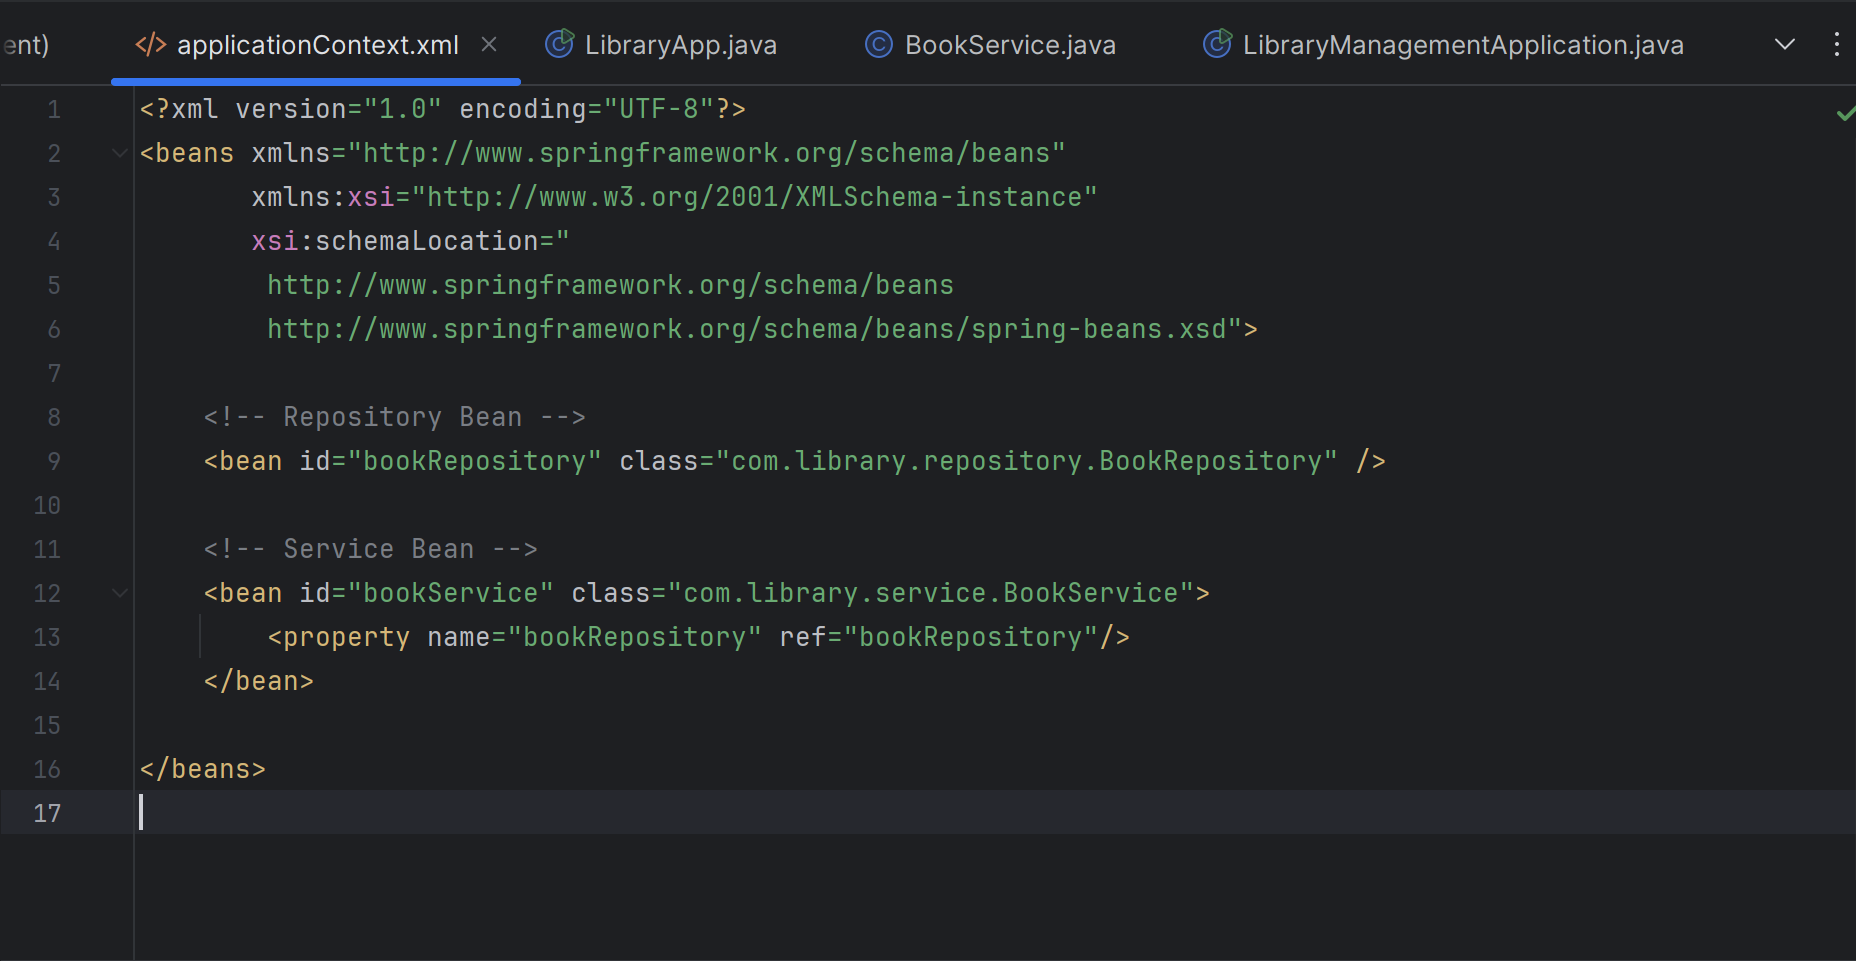 ent) applicationContext.xml LibraryApp.java BookService.java LibraryManagementApplication.java
1 <?xml version="1.0" encoding="UTF-8"?>
2 <beans xmlns="http://www.springframework.org/schema/beans"
3        xmlns:xsi="http://www.w3.org/2001/XMLSchema-instance"
4        xsi:schemaLocation="
5         http://www.springframework.org/schema/beans
6         http://www.springframework.org/schema/beans/spring-beans.xsd">
7
8     <!-- Repository Bean -->
9     <bean id="bookRepository" class="com.library.repository.BookRepository" />
10
11     <!-- Service Bean -->
12     <bean id="bookService" class="com.library.service.BookService">
13         <property name="bookRepository" ref="bookRepository"/>
14     </bean>
15
16 </beans>
17